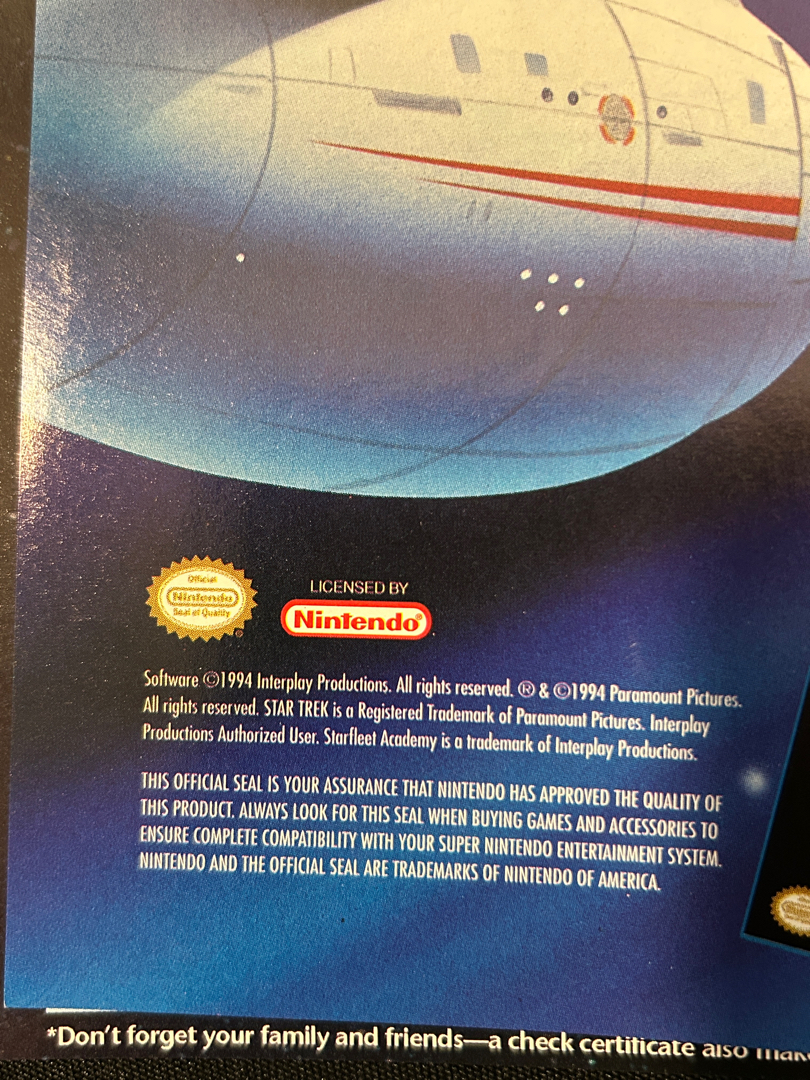 Official
Nintendo
Seal of Quality
LICENSED BY
Nintendo®
Software ©1994 Interplay Productions. All rights reserved. ® & ©1994 Paramount Pictures.
All rights reserved. STAR TREK is a Registered Trademark of Paramount Pictures. Interplay
Productions Authorized User. Starfleet Academy is a trademark of Interplay Productions.
THIS OFFICIAL SEAL IS YOUR ASSURANCE THAT NINTENDO HAS APPROVED THE QUALITY OF
THIS PRODUCT. ALWAYS LOOK FOR THIS SEAL WHEN BUYING GAMES AND ACCESSORIES TO
ENSURE COMPLETE COMPATIBILITY WITH YOUR SUPER NINTENDO ENTERTAINMENT SYSTEM.
NINTENDO AND THE OFFICIAL SEAL ARE TRADEMARKS OF NINTENDO OF AMERICA.
*Don't forget your family and friends—a check certificate also